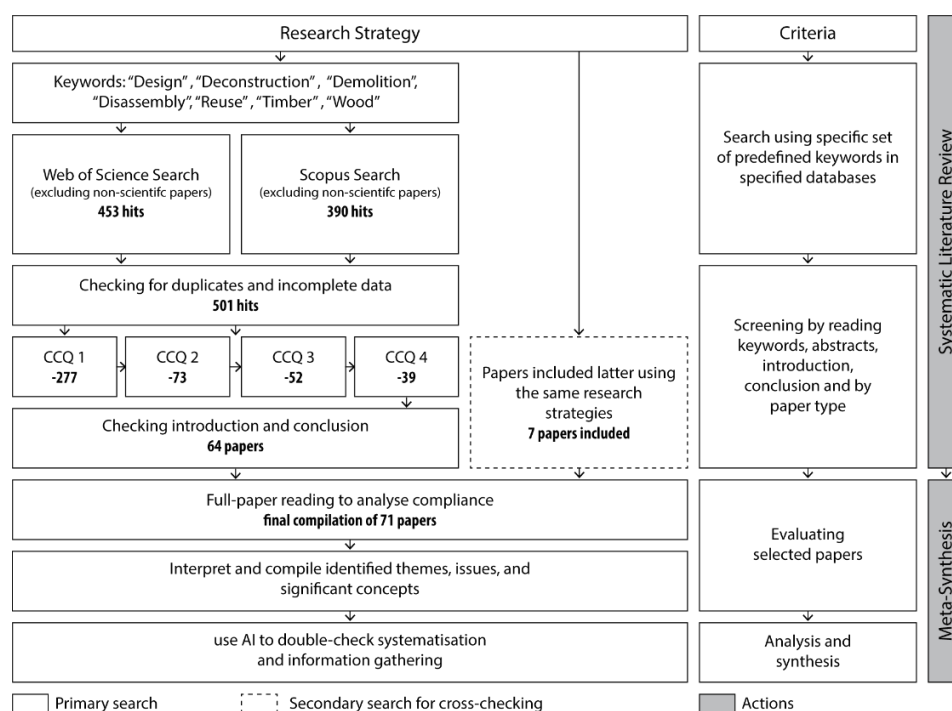 Research Strategy
Criteria
Keywords: “Design”, “Deconstruction”, “Demolition”,
“Disassembly”, “Reuse”, “Timber”, “Wood”
Web of Science Search
(excluding non-scientifc papers)
453 hits
Scopus Search
(excluding non-scientifc papers)
390 hits
Search using specific set
of predefined keywords in
specified databases
Checking for duplicates and incomplete data
501 hits
CCQ 1
-277
CCQ 2
-73
CCQ 3
-52
CCQ 4
-39
Papers included latter using
the same research
strategies
7 papers included
Screening by reading
keywords, abstracts,
introduction,
conclusion and by
paper type
Checking introduction and conclusion
64 papers
Systematic Literature Review
Full-paper reading to analyse compliance
final compilation of 71 papers
Interpret and compile identified themes, issues, and
significant concepts
Evaluating
selected papers
use AI to double-check systematisation
and information gathering
Analysis and
synthesis
Meta-Synthesis
Primary search
Secondary search for cross-checking
Actions